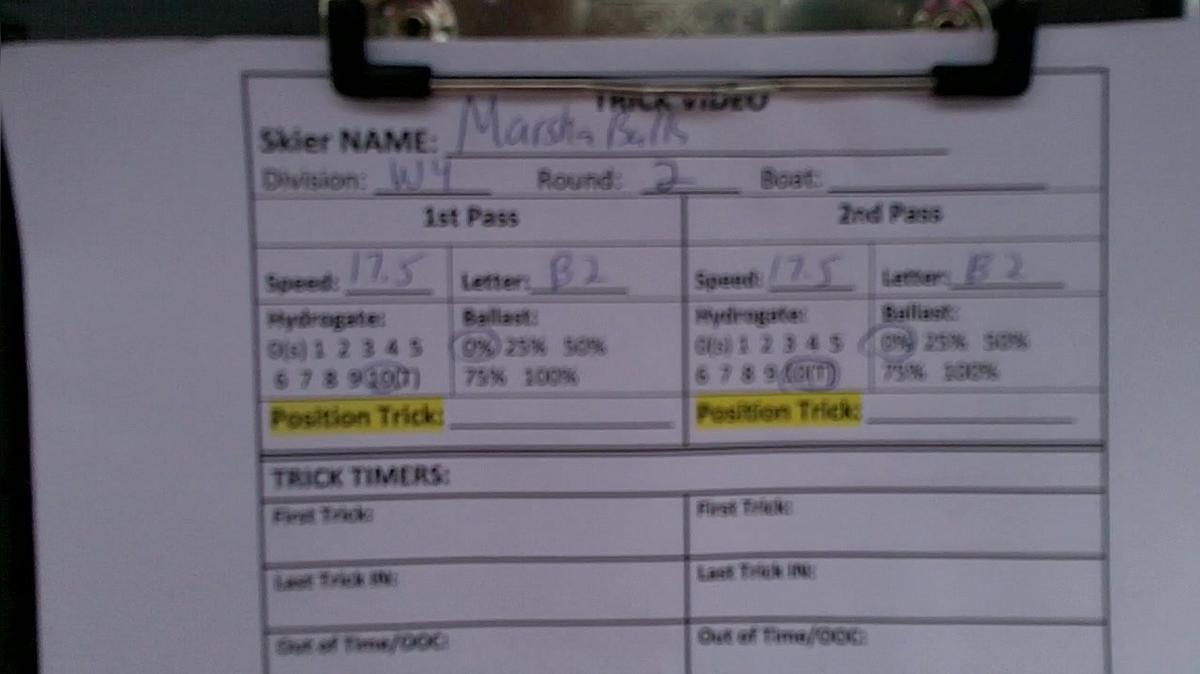 TRICK VIDEO
Skier NAME: Marsha
Division: W4 Round: 2 Boat:
1st Pass 2nd Pass
Speed: 17.5 Letter: B2 Speed: 17.5 Letter: B2
Hydrogate: Ballast: Hydrogate: Ballast:
0(s) 1 2 3 4 5 0% 25% 50% 0(s) 1 2 3 4 5 0% 25% 50%
6 7 8 9 10(T) 75% 100% 6 7 8 9 10(T) 75% 100%
Position Trick: Position Trick:
TRICK TIMERS:
First Trick: First Trick:
Last Trick IN: Last Trick IN:
Out of Time/OOC: Out of Time/OOC: